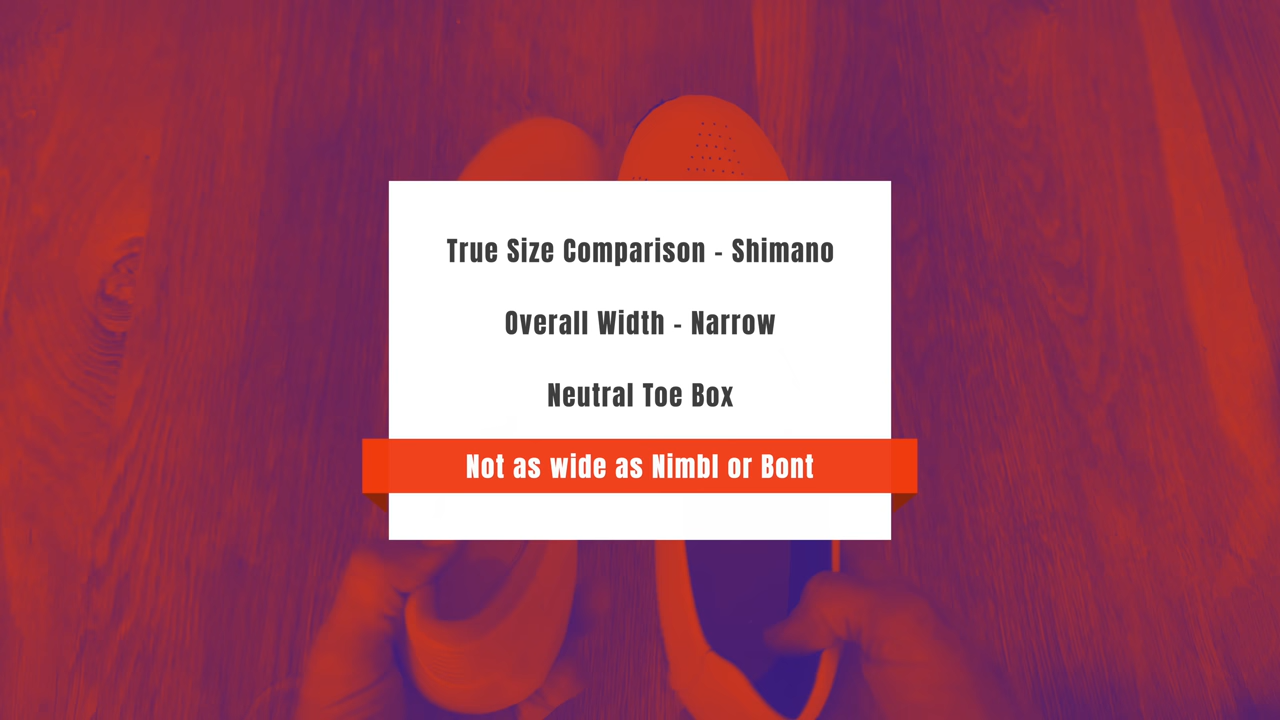 True Size Comparison - Shimano
Overall Width - Narrow
Neutral Toe Box
Not as wide as Nimbl or Bont